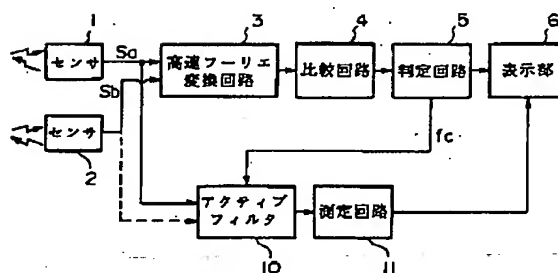 1
3
4
5
6
センサ
Sa
高速フーリエ
変換回路
比較回路
判定回路
表示部
Sb
センサ
2
fc
アクティブ
フィルタ
測定回路
10
11